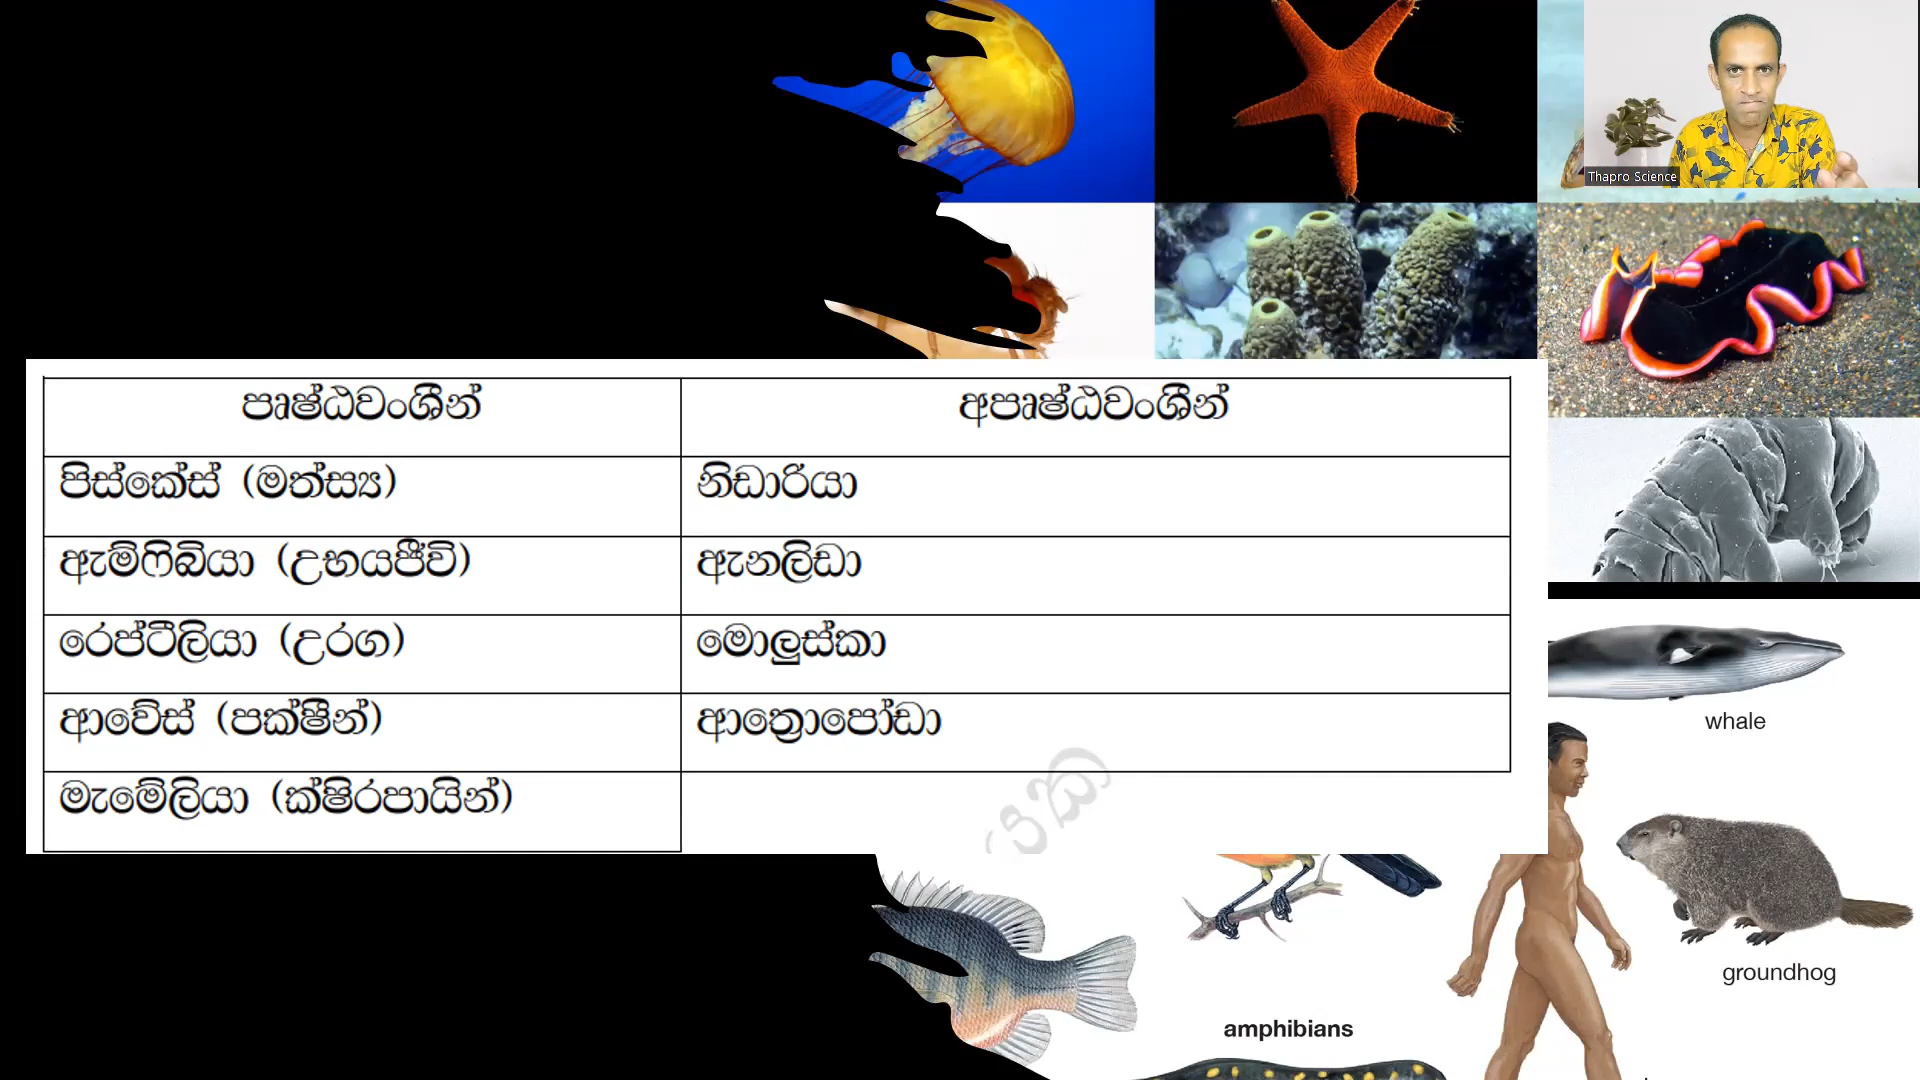 Thapro Science
පෘෂ්ඨවංශීන් අපෘෂ්ඨවංශීන්
පිස්කේස් (මත්ස්‍ය) නිඩාරියා
ඇම්ෆිබියා (උභයජීවී) ඇනලිඩා
රෙප්ටීලියා (උරග) මොලුස්කා
ආවේස් (පක්ෂීන්) ආත්‍රොපෝඩා
මැමේලියා (ක්ෂිරපායින්)
whale
groundhog
amphibians